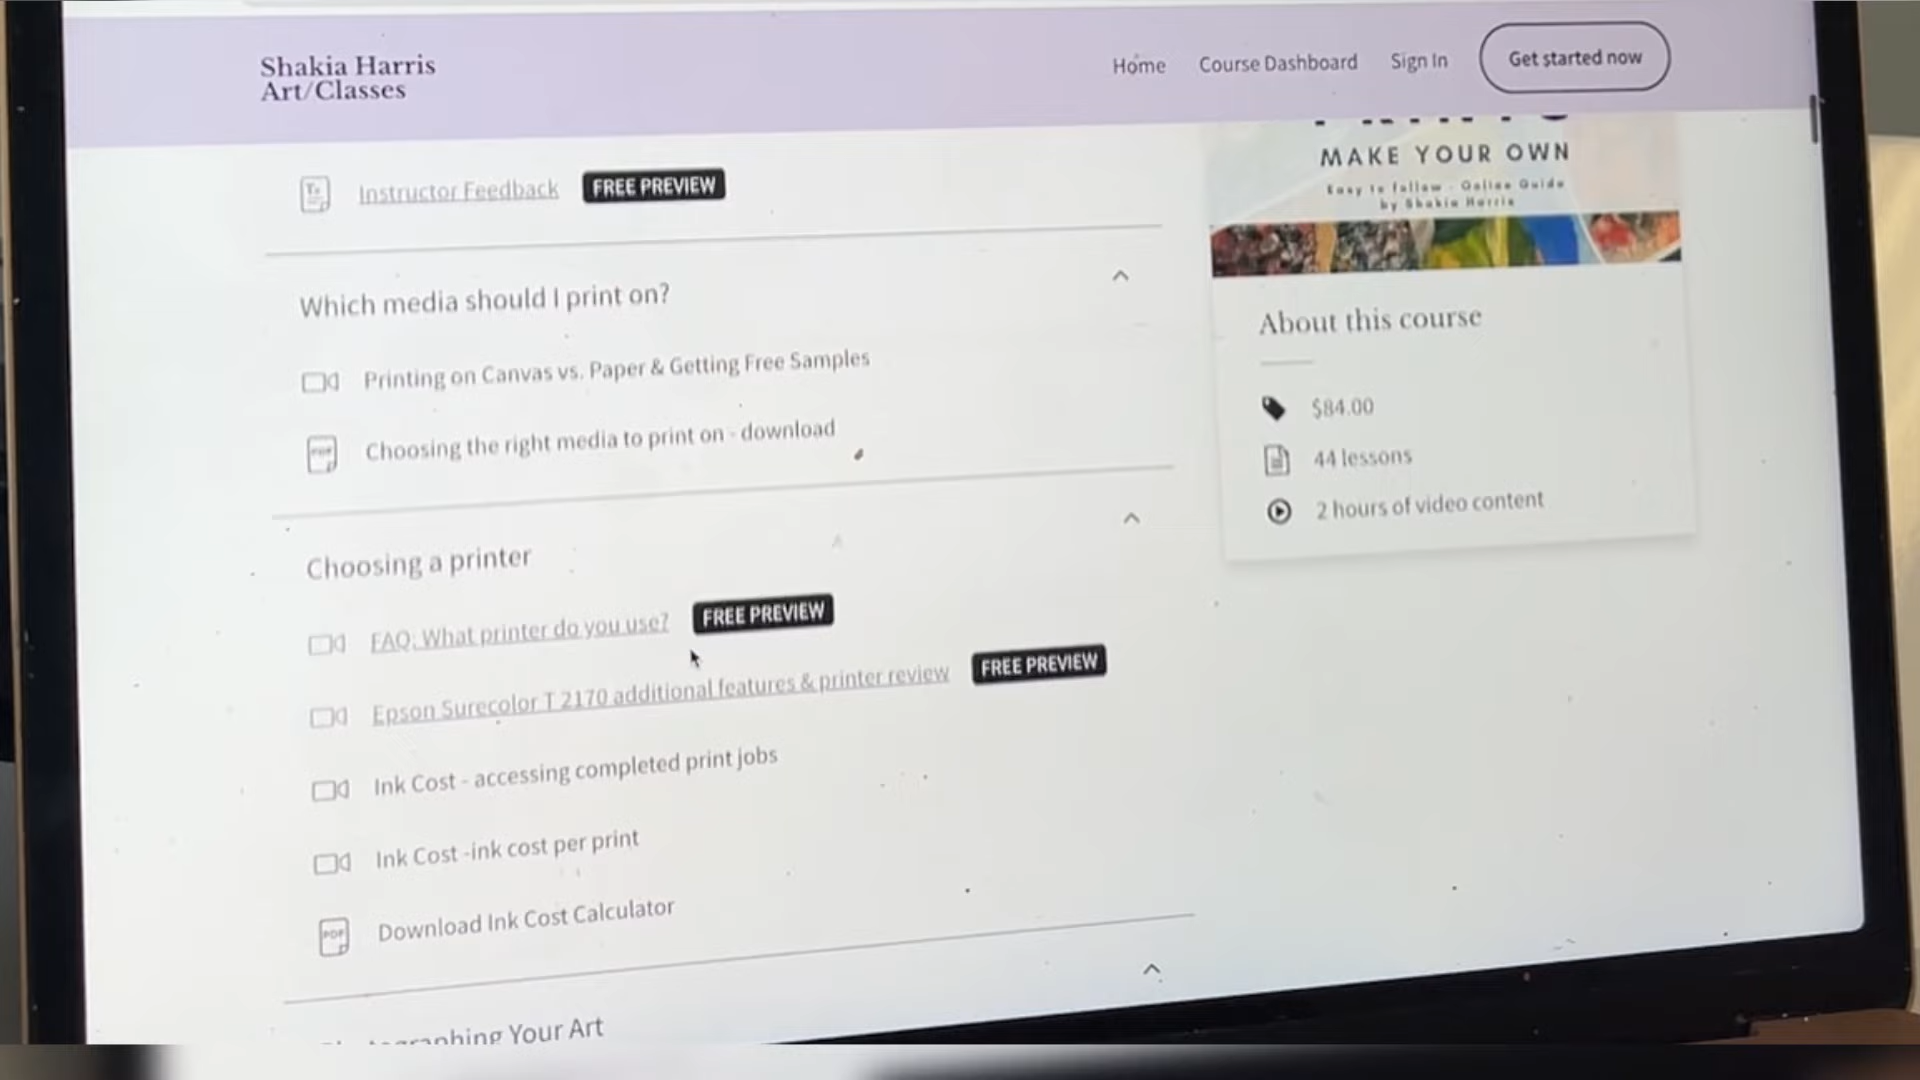 Shakia Harris
Art/Classes
Home
Course Dashboard
Sign In
Get started now
Instructor Feedback
FREE PREVIEW
Which media should I print on?
Printing on Canvas vs. Paper & Getting Free Samples
PDF
Choosing the right media to print on - download
Choosing a printer
FAQ: What printer do you use?
FREE PREVIEW
Epson Surecolor T 2170 additional features & printer review
FREE PREVIEW
Ink Cost - accessing completed print jobs
Ink Cost -ink cost per print
PDF
Download Ink Cost Calculator
Your Art
MAKE YOUR OWN
Easy to follow - Online Guide
by Shakia Harris
About this course
$84.00
44 lessons
2 hours of video content